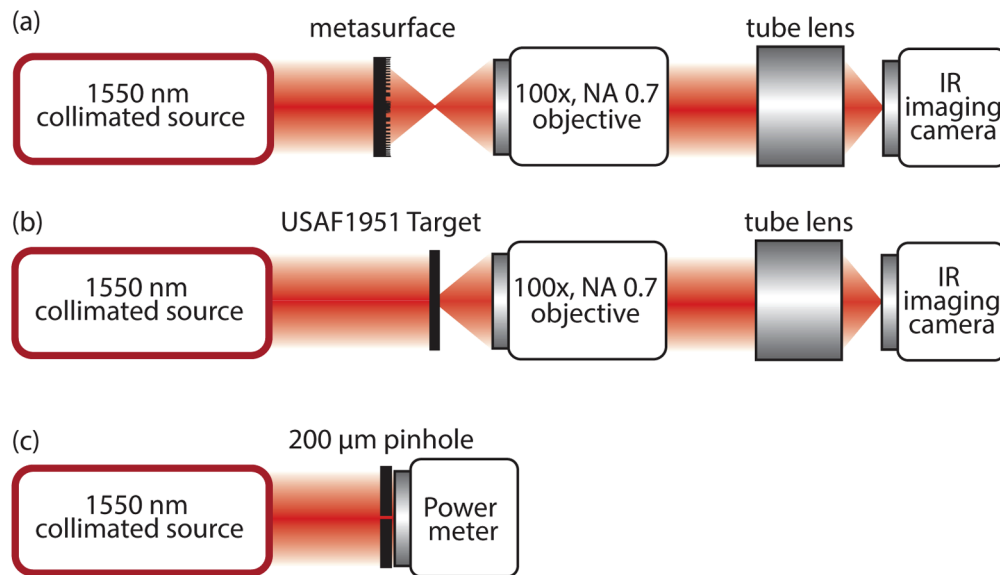 (a)
metasurface
tube lens
1550 nm
collimated source
100x, NA 0.7
objective
IR
imaging
camera
(b)
USAF1951 Target
tube lens
1550 nm
collimated source
100x, NA 0.7
objective
IR
imaging
camera
(c)
200 μm pinhole
1550 nm
collimated source
Power
meter